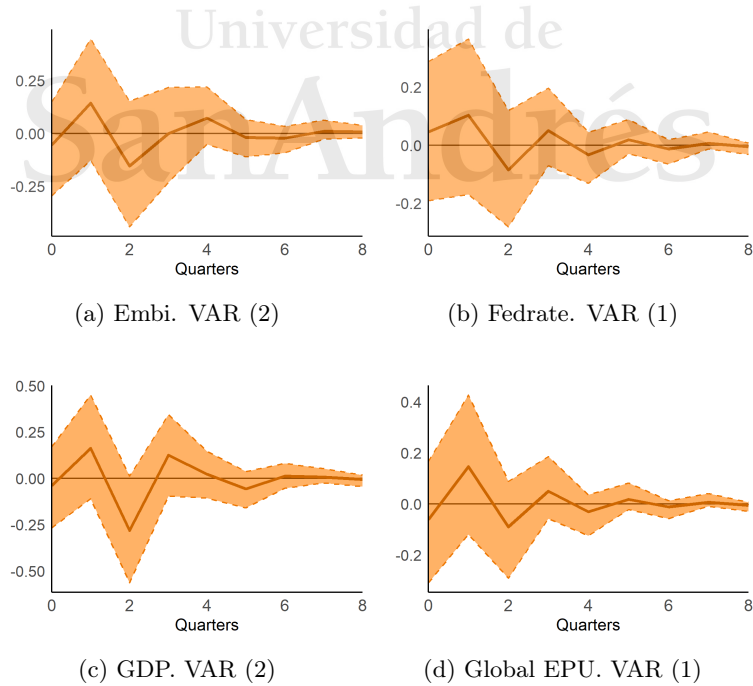 Universidad de
SanAndrés
0.25
0.00
-0.25
0 2 4 6 8
Quarters
(a) Embi. VAR (2)
0.2
0.0
-0.2
0 2 4 6 8
Quarters
(b) Fedrate. VAR (1)
0.50
0.25
0.00
-0.25
-0.50
0 2 4 6 8
Quarters
(c) GDP. VAR (2)
0.4
0.2
0.0
-0.2
0 2 4 6 8
Quarters
(d) Global EPU. VAR (1)